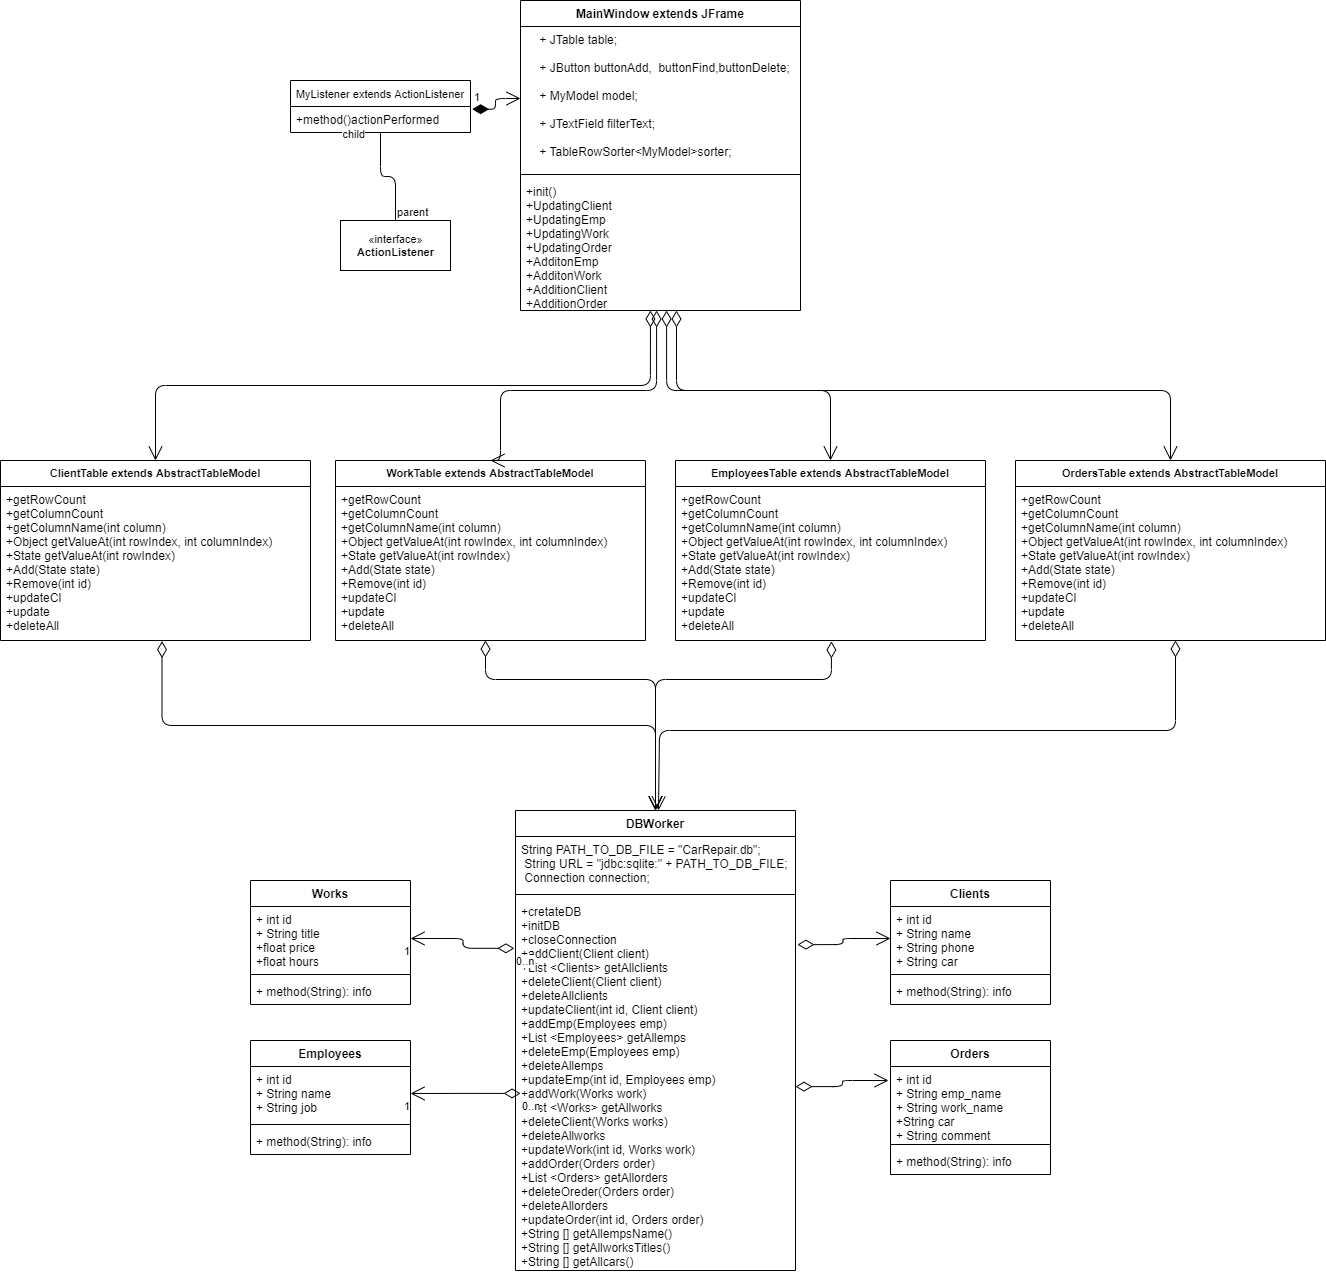 MainWindow extends JFrame
+ JTable table;
+ JButton buttonAdd,  buttonFind,buttonDelete;
+ MyModel model;
+ JTextField filterText;
+ TableRowSorter<MyModel>sorter;
+init()
+UpdatingClient
+UpdatingEmp
+UpdatingWork
+UpdatingOrder
+AdditonEmp
+AdditonWork
+AdditionClient
+AdditionOrder
MyListener extends ActionListener
+method()actionPerformed
1
child
parent
«interface»
ActionListener
ClientTable extends AbstractTableModel
+getRowCount
+getColumnCount
+getColumnName(int column)
+Object getValueAt(int rowIndex, int columnIndex)
+State getValueAt(int rowIndex)
+Add(State state)
+Remove(int id)
+updateCl
+update
+deleteAll
WorkTable extends AbstractTableModel
+getRowCount
+getColumnCount
+getColumnName(int column)
+Object getValueAt(int rowIndex, int columnIndex)
+State getValueAt(int rowIndex)
+Add(State state)
+Remove(int id)
+updateCl
+update
+deleteAll
EmployeesTable extends AbstractTableModel
+getRowCount
+getColumnCount
+getColumnName(int column)
+Object getValueAt(int rowIndex, int columnIndex)
+State getValueAt(int rowIndex)
+Add(State state)
+Remove(int id)
+updateCl
+update
+deleteAll
OrdersTable extends AbstractTableModel
+getRowCount
+getColumnCount
+getColumnName(int column)
+Object getValueAt(int rowIndex, int columnIndex)
+State getValueAt(int rowIndex)
+Add(State state)
+Remove(int id)
+updateCl
+update
+deleteAll
DBWorker
String PATH_TO_DB_FILE = "CarRepair.db";
String URL = "jdbc:sqlite:" + PATH_TO_DB_FILE;
Connection connection;
+cretateDB
+initDB
+closeConnection
+addClient(Client client)
+List <Clients> getAllclients
+deleteClient(Client client)
+deleteAllclients
+updateClient(int id, Client client)
+addEmp(Employees emp)
+List <Employees> getAllemps
+deleteEmp(Employees emp)
+deleteAllemps
+updateEmp(int id, Employees emp)
+addWork(Works work)
<Works> getAllworks
+deleteClient(Works works)
+deleteAllworks
+updateWork(int id, Works work)
+addOrder(Orders order)
+List <Orders> getAllorders
+deleteOreder(Orders order)
+deleteAllorders
+updateOrder(int id, Orders order)
+String [] getAllempsName()
+String [] getAllworksTitles()
+String [] getAllcars()
Works
+ int id
+ String title
+float price
+float hours
+ method(String): info
1
0..n
Employees
+ int id
+ String name
+ String job
+ method(String): info
1
0..n
Clients
+ int id
+ String name
+ String phone
+ String car
+ method(String): info
Orders
+ int id
+ String emp_name
+ String work_name
+String car
+ String comment
+ method(String): info